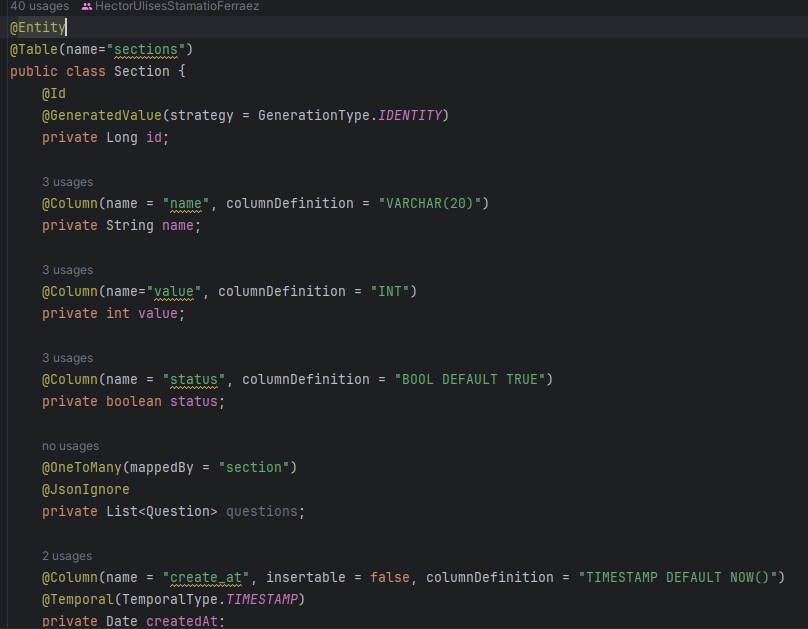 40 usages HectorUlisesStamatioFerraez
@Entity
@Table(name="sections")
public class Section {
@Id
@GeneratedValue(strategy = GenerationType.IDENTITY)
private Long id;
3 usages
@Column(name = "name", columnDefinition = "VARCHAR(20)")
private String name;
3 usages
@Column(name="value", columnDefinition = "INT")
private int value;
3 usages
@Column(name = "status", columnDefinition = "BOOL DEFAULT TRUE")
private boolean status;
no usages
@OneToMany(mappedBy = "section")
@JsonIgnore
private List<Question> questions;
2 usages
@Column(name = "create_at", insertable = false, columnDefinition = "TIMESTAMP DEFAULT NOW()")
@Temporal(TemporalType.TIMESTAMP)
private Date createdAt;